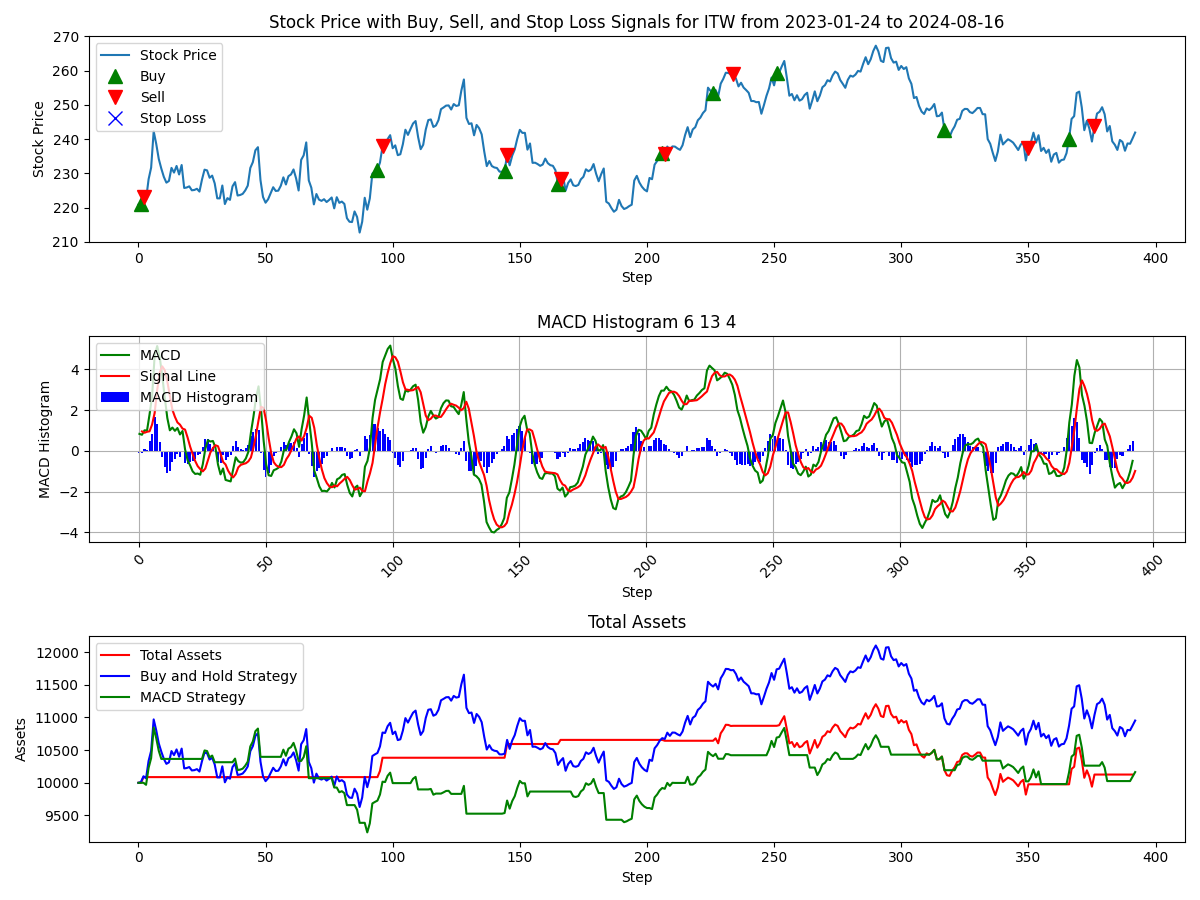 Stock Price with Buy, Sell, and Stop Loss Signals for ITW from 2023-01-24 to 2024-08-16
270
260
250
240
230
220
210
Stock Price
Stock Price
Buy
Sell
Stop Loss
0 50 100 150 200 250 300 350 400
Step
MACD Histogram 6 13 4
4
2
0
−2
−4
MACD Histogram
MACD
Signal Line
MACD Histogram
0 50 100 150 200 250 300 350 400
Step
Total Assets
12000
11500
11000
10500
10000
9500
Assets
Total Assets
Buy and Hold Strategy
MACD Strategy
0 50 100 150 200 250 300 350 400
Step